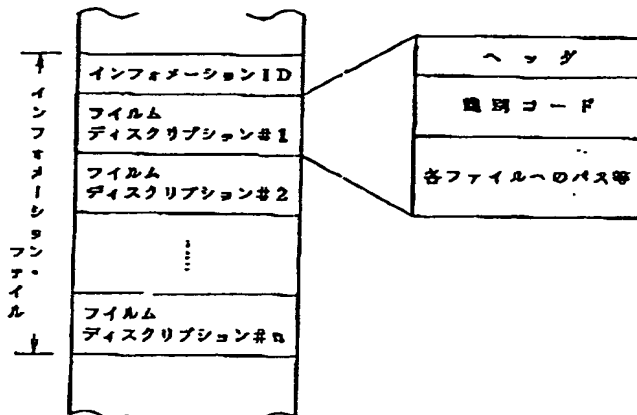 インフォメーションID
フイルム
ディスクリプション#1
フイルム
ディスクリプション#2
フイルム
ディスクリプション#n
インフォメーション・
ファイル
ヘッダ
識別コード
各ファイルへのパス等